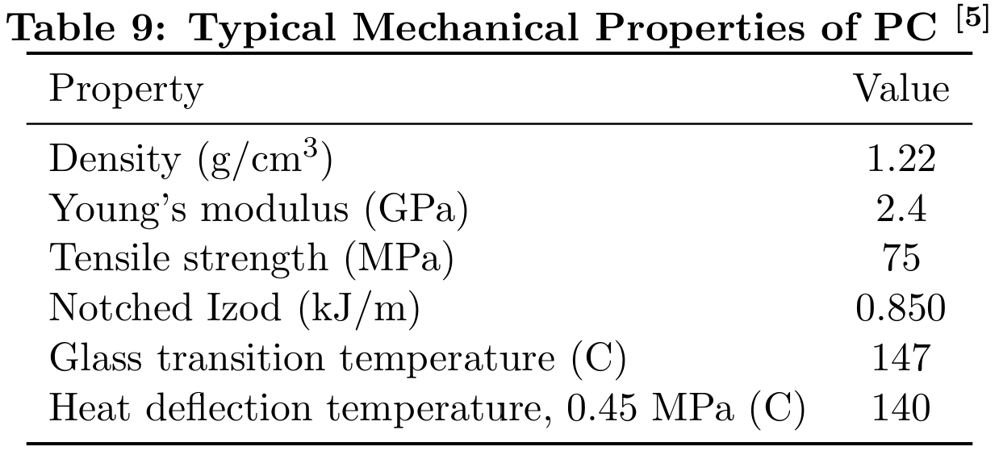 Table 9: Typical Mechanical Properties of PC [5]
Property Value
Density (g/cm³) 1.22
Young's modulus (GPa) 2.4
Tensile strength (MPa) 75
Notched Izod (kJ/m) 0.850
Glass transition temperature (C) 147
Heat deflection temperature, 0.45 MPa (C) 140